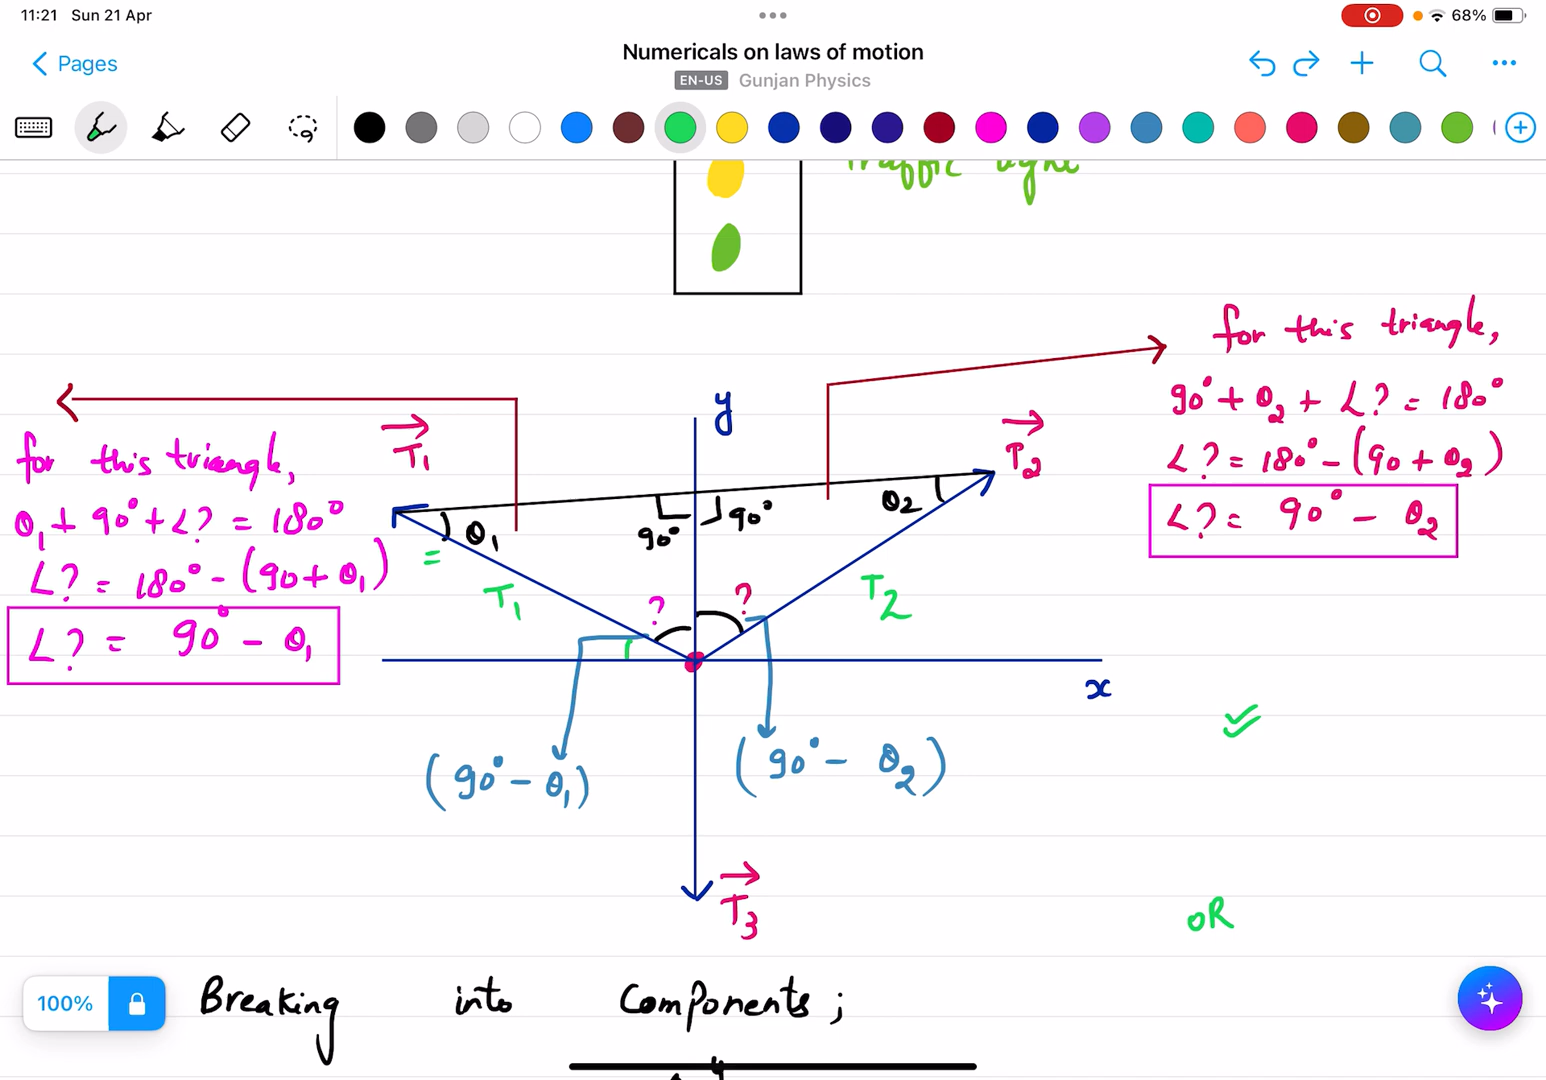 11:21 Sun 21 Apr
68%
Pages
Numericals on laws of motion
EN-US Gunjan Physics
Traffic light
for this triangle,
90° + θ₂ + ∠? = 180°
∠? = 180° - (90 + θ₂)
∠? = 90° - θ₂
y
T₁
T₂
for this triangle,
θ₁ + 90° + ∠? = 180°
∠? = 180° - (90 + θ₁)
∠? = 90° - θ₁
θ₁
90°
90°
θ₂
=
T₁
?
?
T₂
x
(90° - θ₁)
(90° - θ₂)
T₃
OR
100%
Breaking into Components ;
y